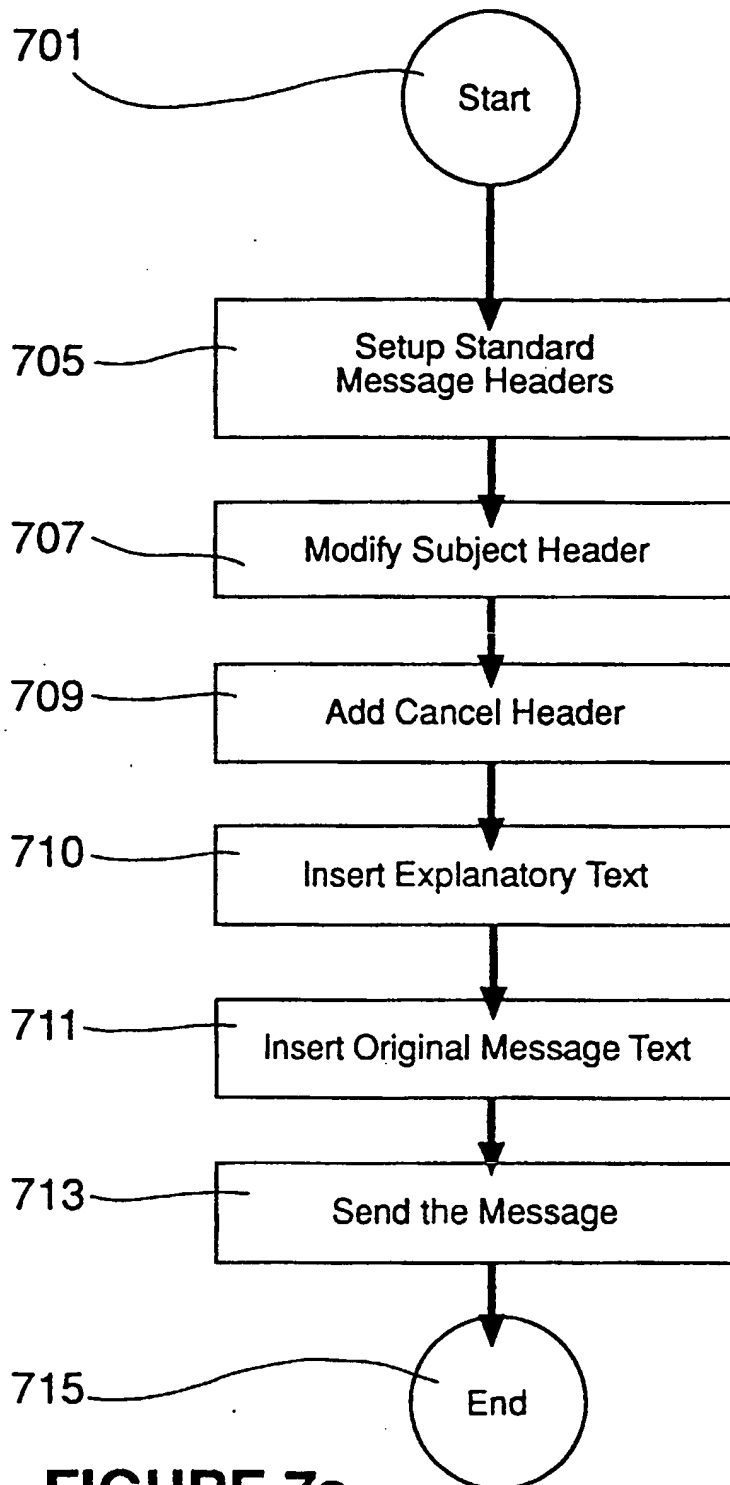 701
Start
705
Setup Standard
Message Headers
707
Modify Subject Header
709
Add Cancel Header
710
Insert Explanatory Text
711
Insert Original Message Text
713
Send the Message
715
End